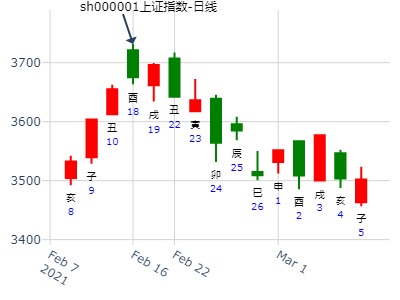 sh000001上证指数-日线
3700
3600
3500
3400
亥
8
子
9
丑
10
酉
18
戌
19
丑
22
寅
23
卯
24
辰
25
巳
26
申
1
酉
2
戌
3
亥
4
子
5
Feb 7
2021
Feb 16
Feb 22
Mar 1